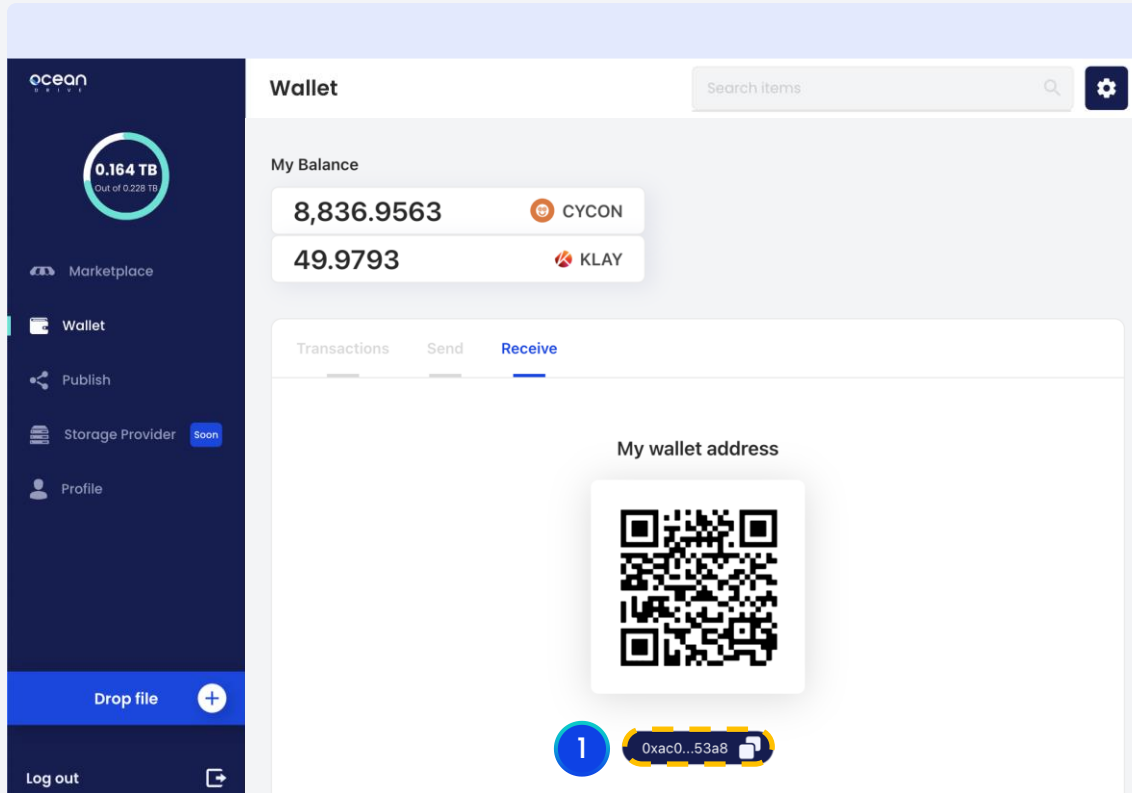 ocean
DRIVE
Wallet
Search items
0.164 TB
Out of 0.228 TB
My Balance
8,836.9563 CYCON
49.9793 KLAY
Marketplace
Wallet
Publish
Storage Provider Soon
Profile
Transactions Send Receive
My wallet address
Drop file
1 0xac0...53a8
Log out